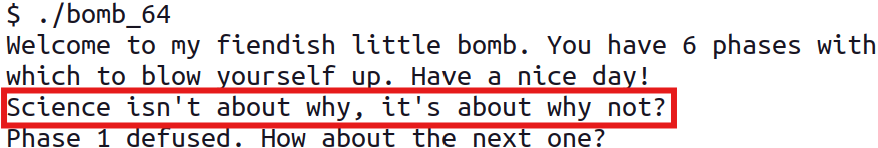 $ ./bomb_64
Welcome to my fiendish little bomb. You have 6 phases with
which to blow yourself up. Have a nice day!
Science isn't about why, it's about why not?
Phase 1 defused. How about the next one?